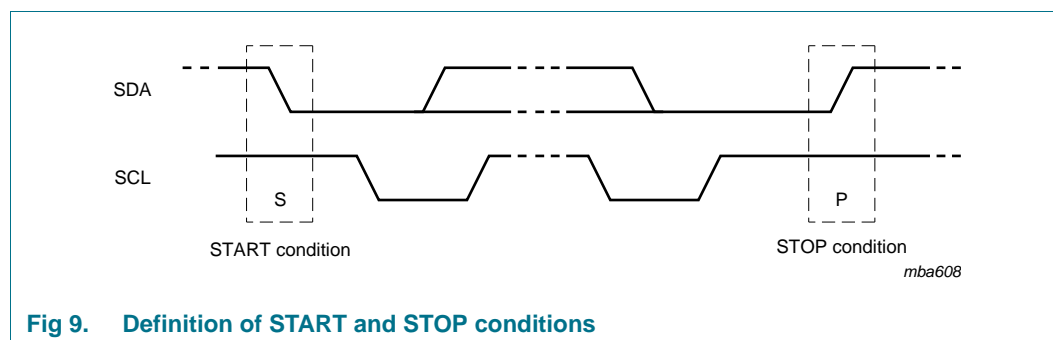 SDA
SCL
S
P
START condition
STOP condition
mba608
Fig 9. Definition of START and STOP conditions